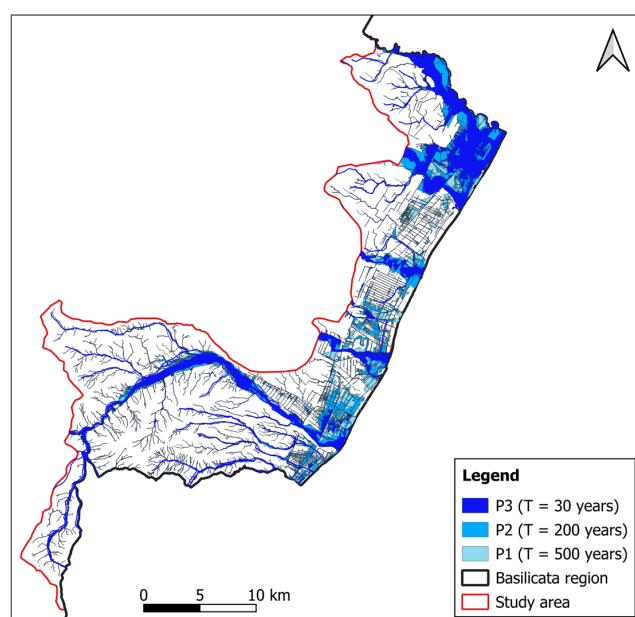 Legend
P3 (T = 30 years)
P2 (T = 200 years)
P1 (T = 500 years)
Basilicata region
Study area
0 5 10 km